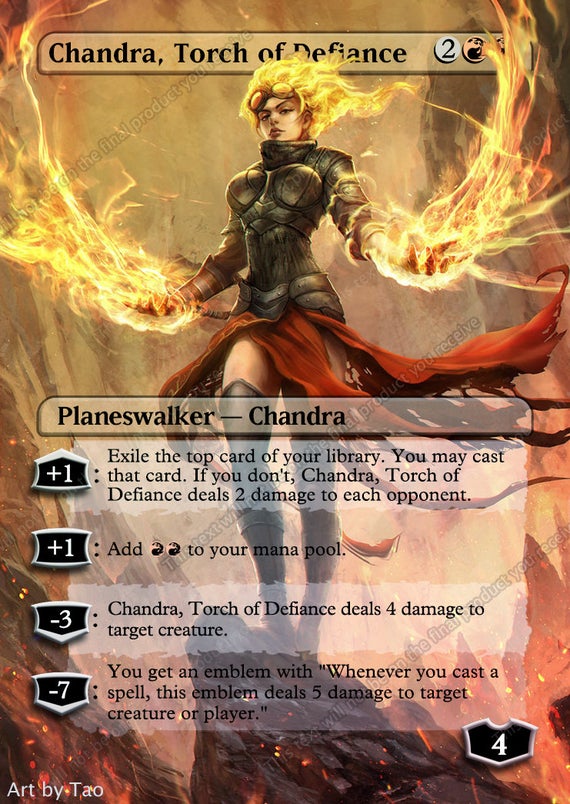 Chandra, Torch of Defiance 2
Planeswalker — Chandra
+1 : Exile the top card of your library. You may cast
that card. If you don't, Chandra, Torch of
Defiance deals 2 damage to each opponent.
+1 : Add to your mana pool.
-3 : Chandra, Torch of Defiance deals 4 damage to
target creature.
-7 : You get an emblem with "Whenever you cast a
spell, this emblem deals 5 damage to target
creature or player."
4
Art by Tao